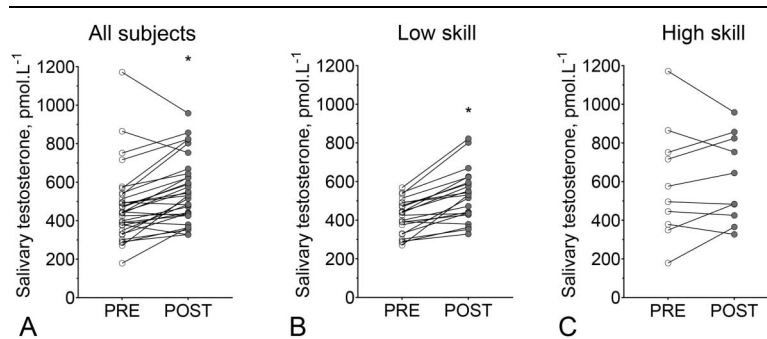 All subjects
*
Salivary testosterone, pmol.L⁻¹
1200
1000
800
600
400
200
0
PRE POST
A
Low skill
*
Salivary testosterone, pmol.L⁻¹
1200
1000
800
600
400
200
0
PRE POST
B
High skill
Salivary testosterone, pmol.L⁻¹
1200
1000
800
600
400
200
0
PRE POST
C